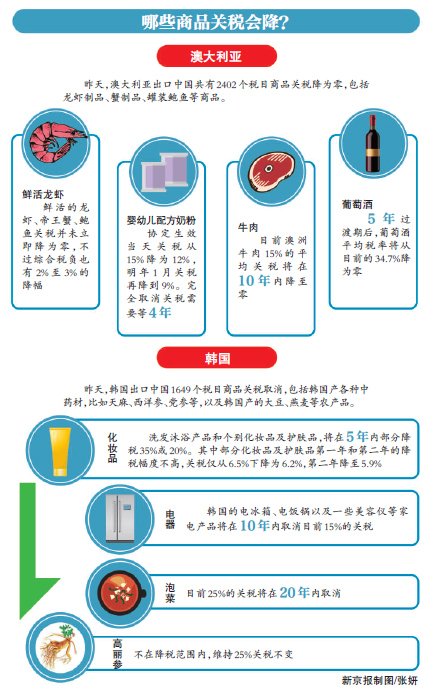 哪些商品关税会降?
澳大利亚
昨天,澳大利亚出口中国共有2402个税目商品关税降为零,包括
龙虾制品、蟹制品、罐装鲍鱼等商品。
鲜活龙虾
鲜活的龙
虾、帝王蟹、鲍
鱼关税并未立
即降为零,不
过综合税负也
有2%至3%的
降幅
婴幼儿配方奶粉
协定生效
当天关税从
15%降为12%,
明年1月关税
再降到9%。完
全取消关税需
要等4年
牛肉
目前澳洲
牛肉15%的平
均关税将在
10年内降至
零
葡萄酒
5年过
渡期后,葡萄酒
平均税率将从
目前的34.7%降
为零
韩国
昨天,韩国出口中国1649个税目商品关税取消,包括韩国产各种中
药材,比如天麻、西洋参、党参等,以及韩国产的大豆、燕麦等农产品。
化妆品
洗发沐浴产品和个别化妆品及护肤品,将在5年内部分降
税35%或20%。其中部分化妆品及护肤品第一年和第二年的降
税幅度不高,关税仅从6.5%下降为6.2%,第二年降至5.9%
电器
韩国的电冰箱、电饭锅以及一些美容仪等家
电产品将在10年内取消目前15%的关税
泡菜
目前25%的关税将在20年内取消
高丽参
不在降税范围内,维持25%关税不变
新京报制图/张妍